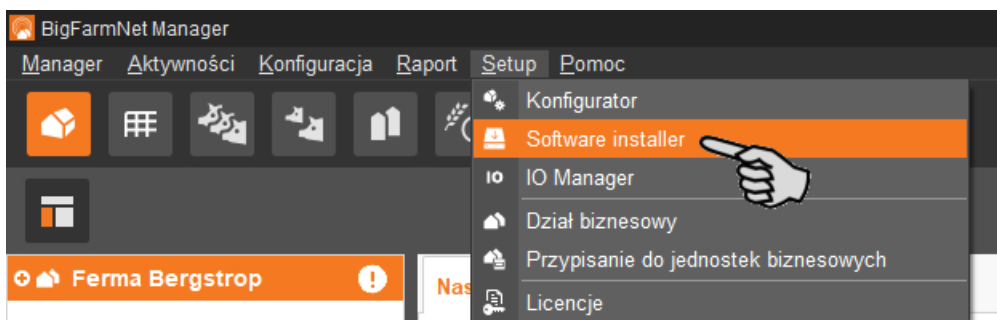 BigFarmNet Manager
Manager Aktywności Konfiguracja Raport Setup Pomoc
Konfigurator
Software installer
IO IO Manager
Dział biznesowy
Przypisanie do jednostek biznesowych
Ferma Bergstrop
Licencje